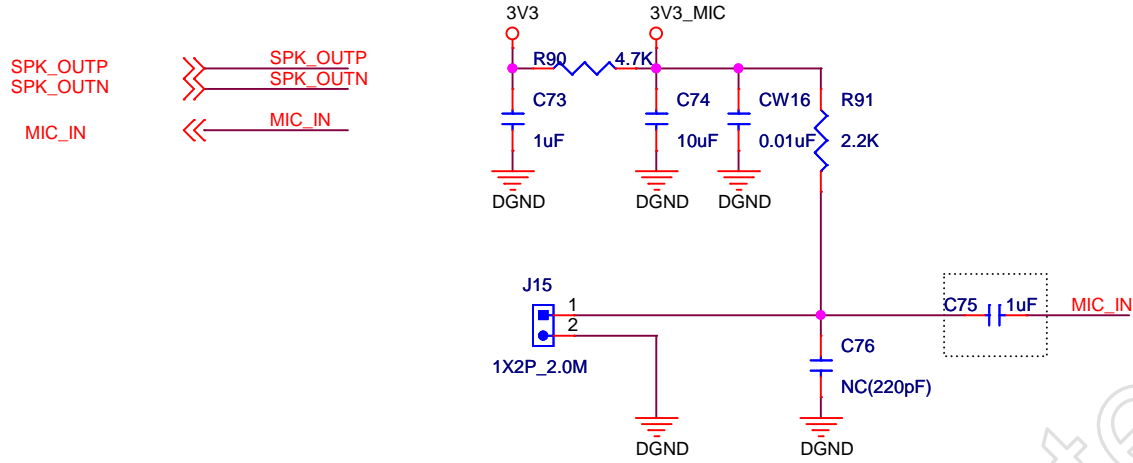 3V3
3V3_MIC
SPK_OUTP
SPK_OUTP
R90
4.7K
SPK_OUTN
SPK_OUTN
C73
C74
CW16
R91
MIC_IN
MIC_IN
1uF
10uF
0.01uF
2.2K
DGND
DGND
DGND
J15
1
C75
1uF
MIC_IN
2
C76
1X2P_2.0M
NC(220pF)
DGND
DGND